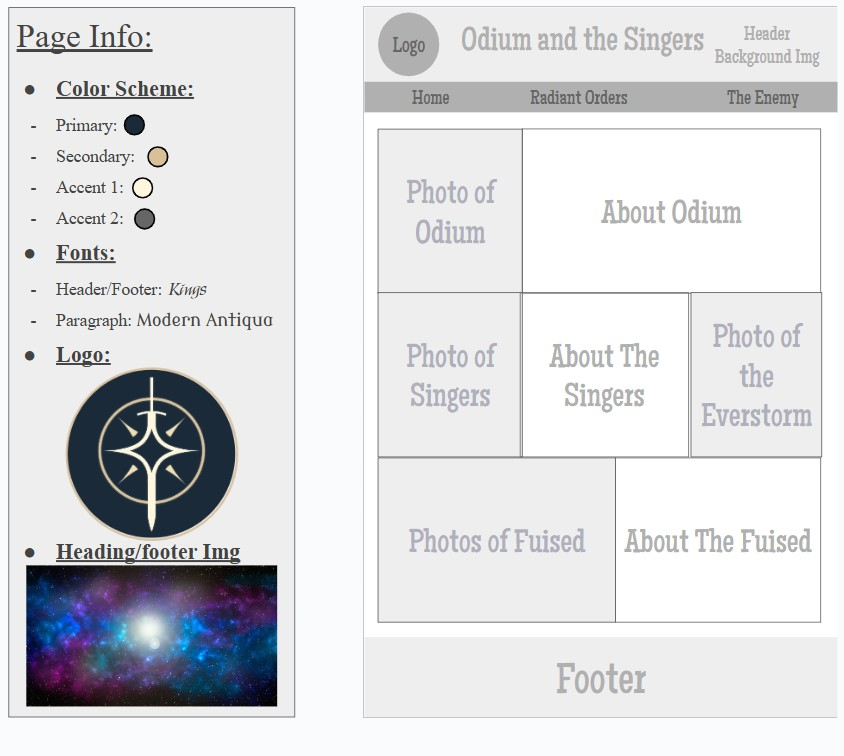 Page Info:
● Color Scheme:
- Primary:
- Secondary:
- Accent 1:
- Accent 2:
● Fonts:
- Header/Footer: Kings
- Paragraph: Modern Antiqua
● Logo:
● Heading/footer Img
Logo
Odium and the Singers
Header
Background Img
Home
Radiant Orders
The Enemy
Photo of
Odium
About Odium
Photo of
Singers
About The
Singers
Photo of
the
Everstorm
Photos of Fuised
About The Fuised
Footer